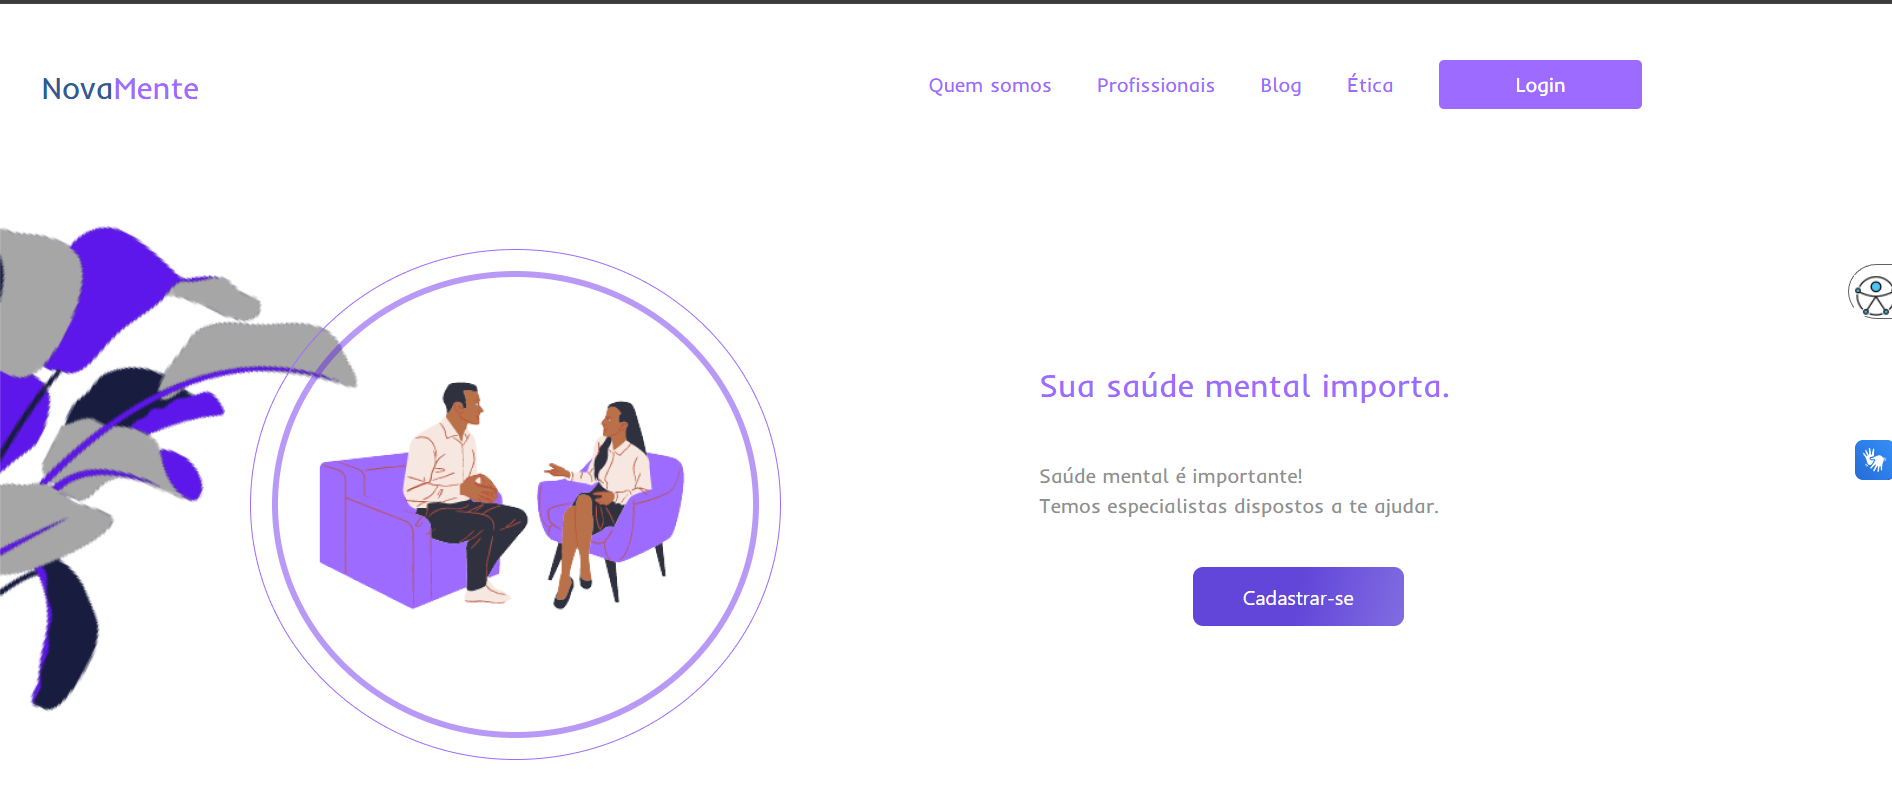 NovaMente
Quem somos
Profissionais
Blog
Ética
Login
Sua saúde mental importa.
Saúde mental é importante!
Temos especialistas dispostos a te ajudar.
Cadastrar-se